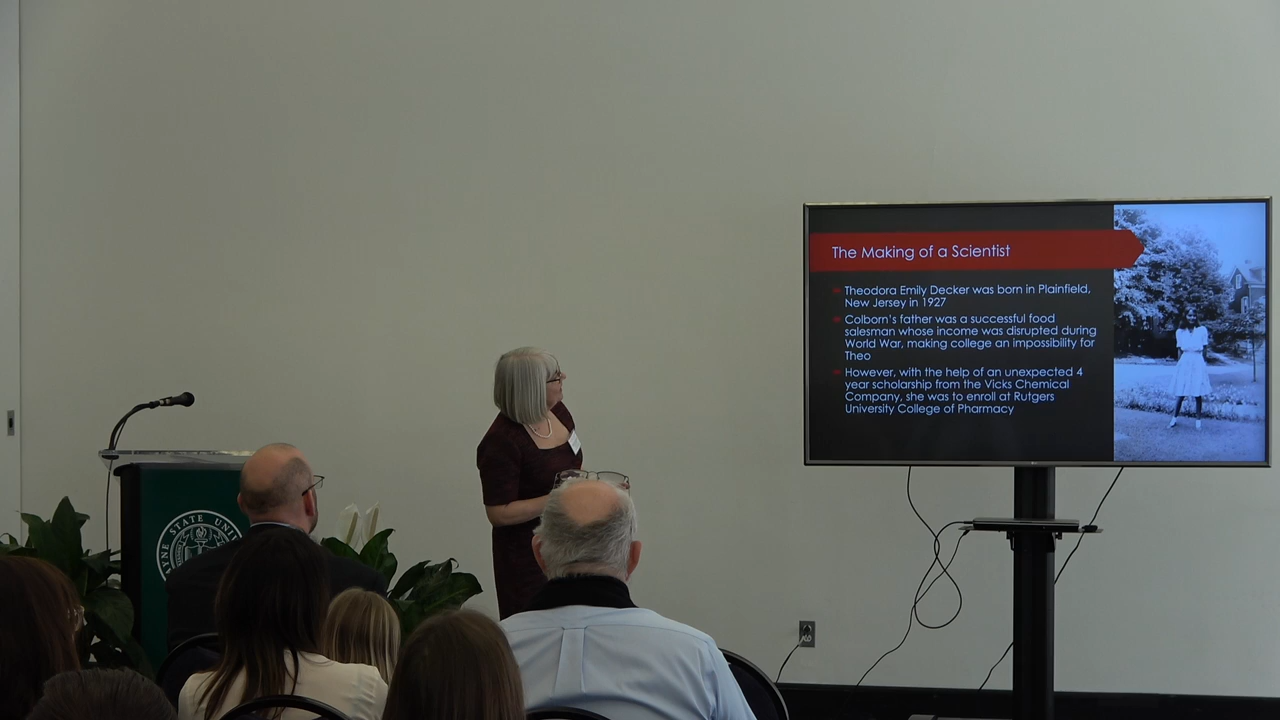 The Making of a Scientist
Theodora Emily Decker was born in Plainfield,
New Jersey in 1927
Colborn's father was a successful food
salesman whose income was disrupted during
World War, making college an impossibility for
Theo
However, with the help of an unexpected 4
year scholarship from the Vicks Chemical
Company, she was to enroll at Rutgers
University College of Pharmacy
YNE STATE UNIV